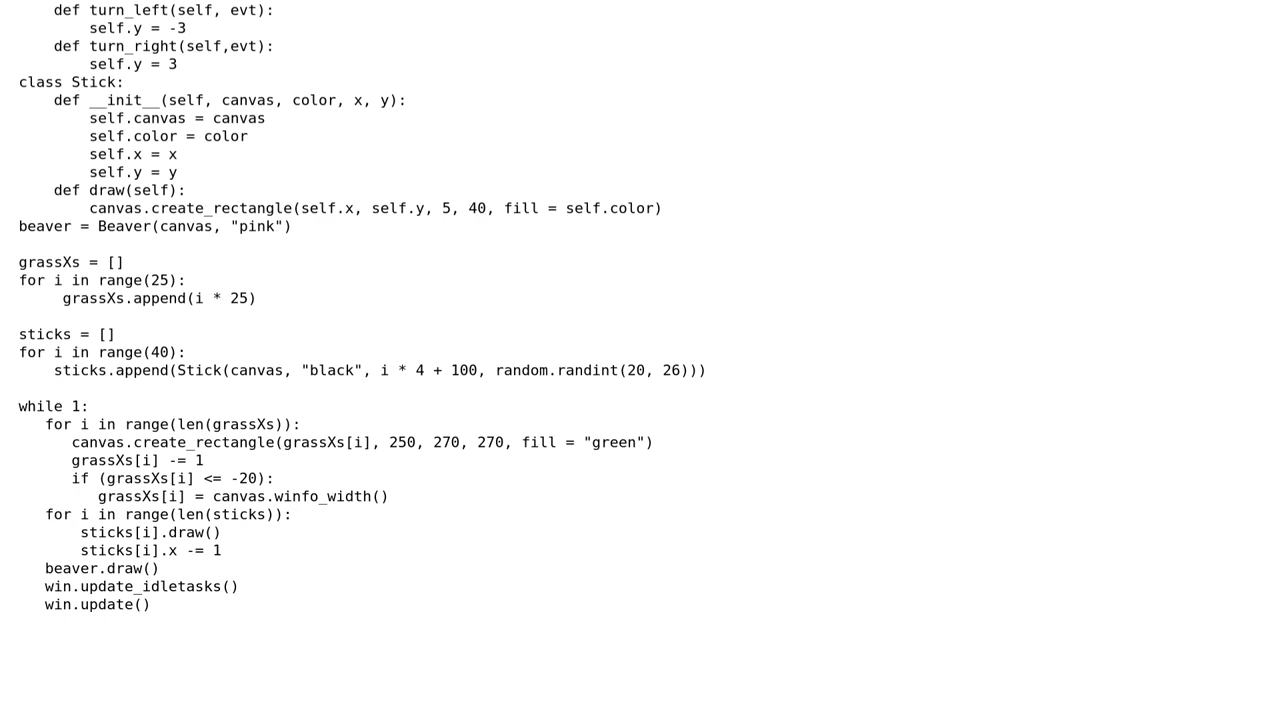 def turn_left(self, evt):
        self.y = -3
    def turn_right(self,evt):
        self.y = 3
class Stick:
    def __init__(self, canvas, color, x, y):
        self.canvas = canvas
        self.color = color
        self.x = x
        self.y = y
    def draw(self):
        canvas.create_rectangle(self.x, self.y, 5, 40, fill = self.color)
beaver = Beaver(canvas, "pink")

grassXs = []
for i in range(25):
     grassXs.append(i * 25)

sticks = []
for i in range(40):
    sticks.append(Stick(canvas, "black", i * 4 + 100, random.randint(20, 26)))

while 1:
   for i in range(len(grassXs)):
      canvas.create_rectangle(grassXs[i], 250, 270, 270, fill = "green")
      grassXs[i] -= 1
      if (grassXs[i] <= -20):
         grassXs[i] = canvas.winfo_width()
   for i in range(len(sticks)):
       sticks[i].draw()
       sticks[i].x -= 1
   beaver.draw()
   win.update_idletasks()
   win.update()